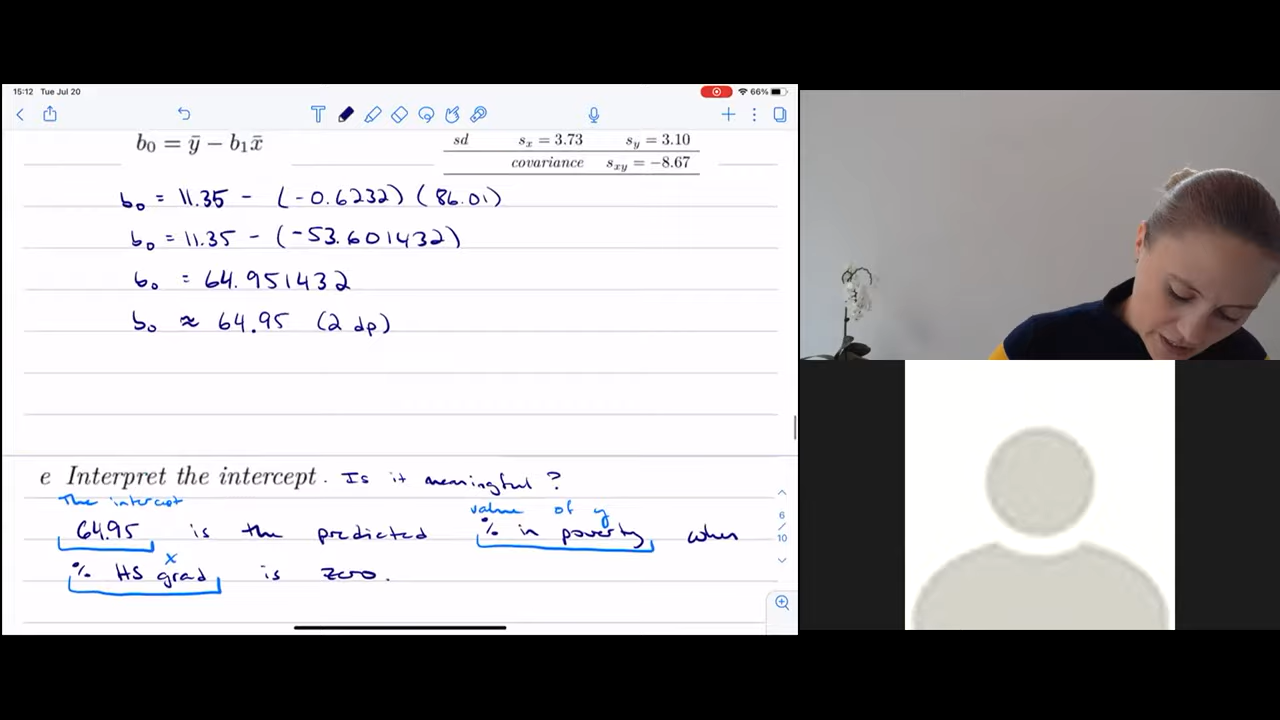 15:12 Tue Jul 20
66%
T
b₀ = ȳ − b₁x̄
sd sₓ = 3.73 s_y = 3.10
covariance s_xy = −8.67
b₀ = 11.35 - (-0.6232)(86.01)
b₀ = 11.35 - (-53.601432)
b₀ = 64.951432
b₀ ≈ 64.95 (2 dp)
e Interpret the intercept. Is it meaningful?
The intercept value of y
64.95 is the predicted % in poverty when
x
% HS grad is zero.
6
/
10